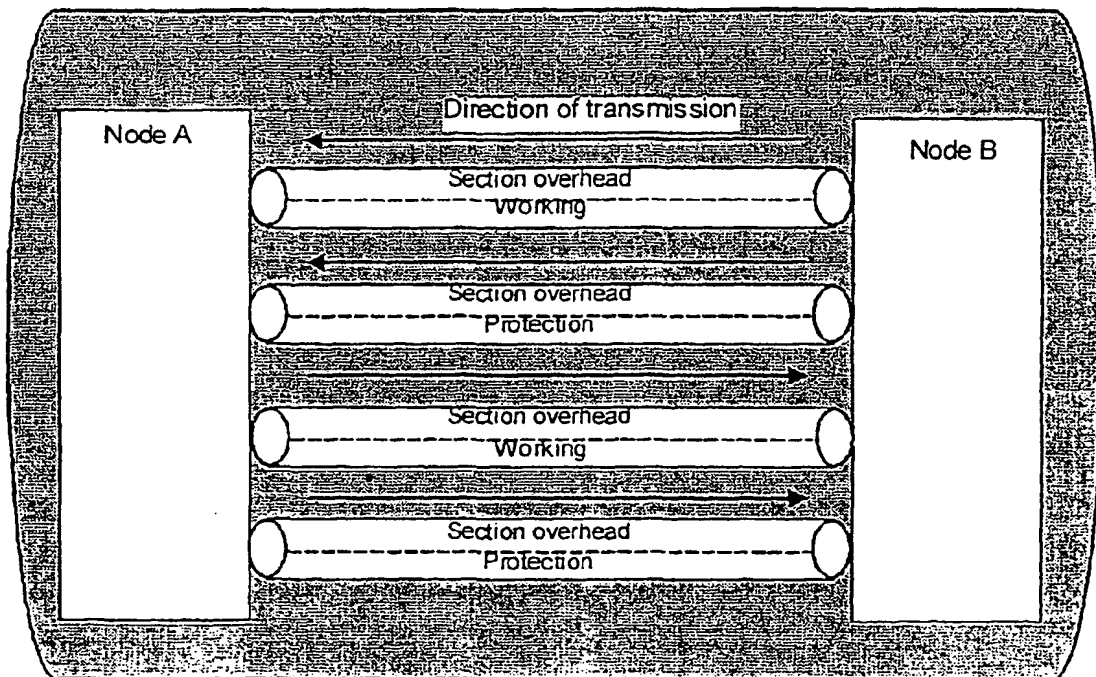 Direction of transmission
Node A
Node B
Section overhead
Working
Section overhead
Protection
Section overhead
Working
Section overhead
Protection